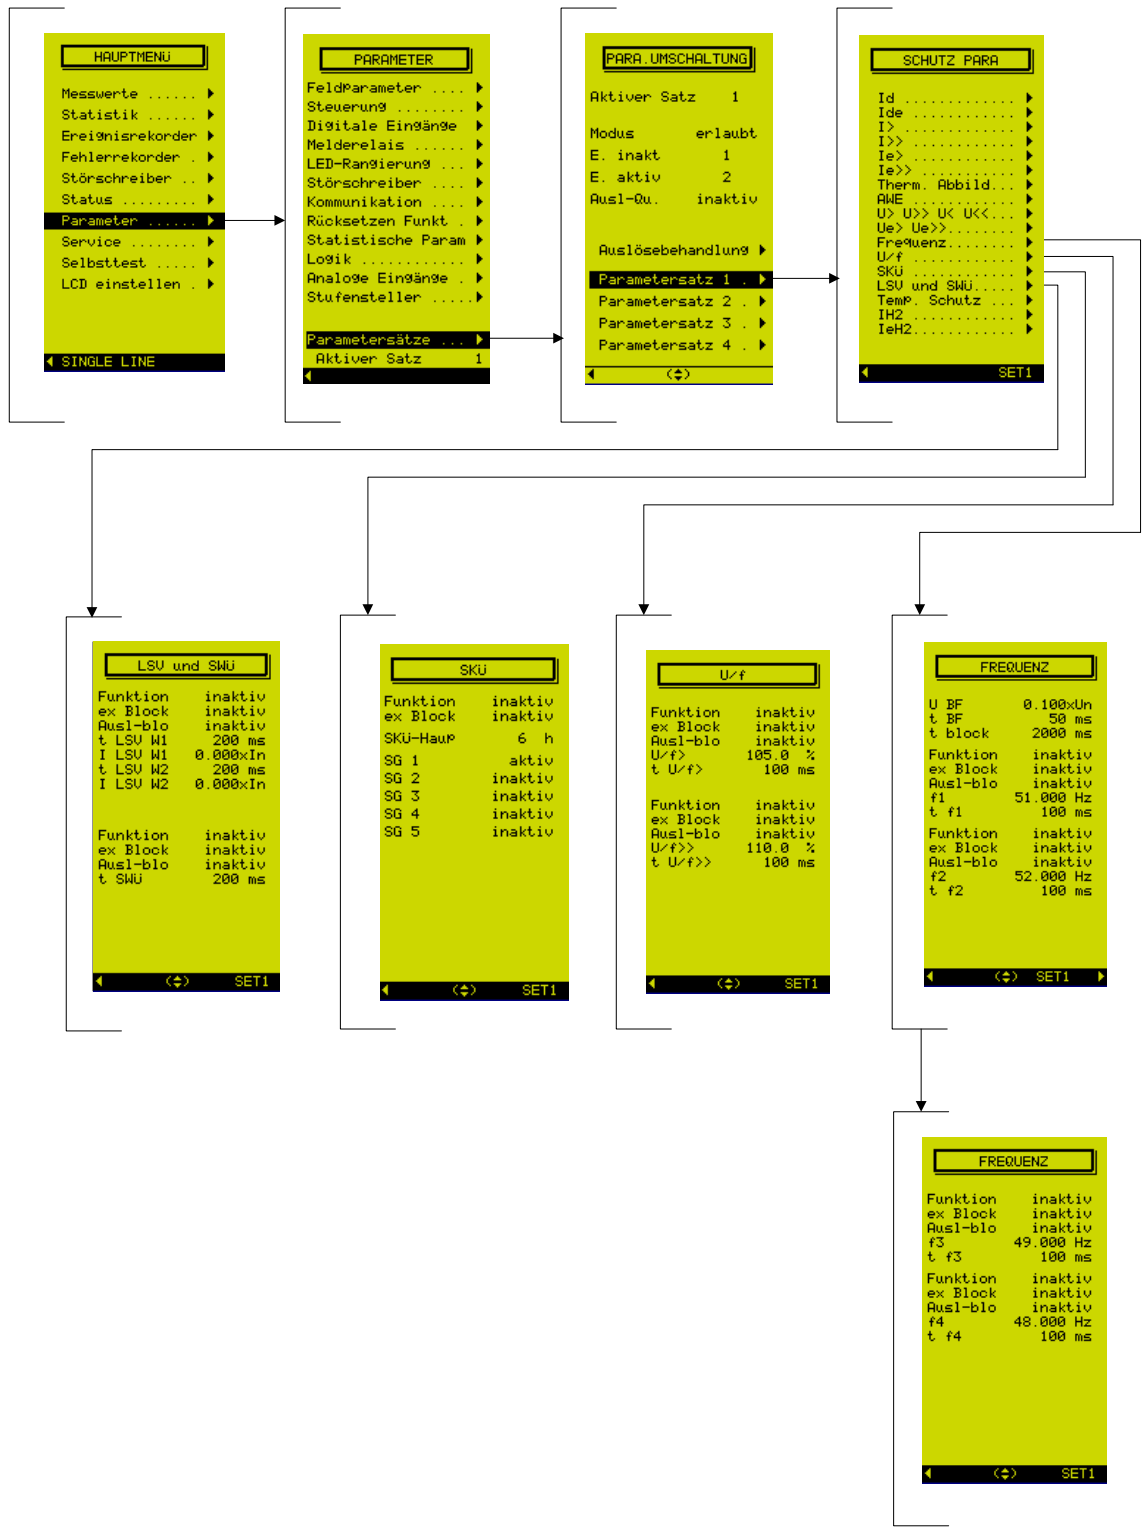 HAUPTMENü
Messwerte ......
Statistik ......
Ereignisrekorder
Fehlerrekorder .
Störschreiber ..
Status .........
Parameter ......
Service ........
Selbsttest .....
LCD einstellen .
SINGLE LINE
PARAMETER
Feldparameter ....
Steuerung ........
Digitale Eingänge
Melderelais ......
LED-Rangierung ...
Störschreiber ....
Kommunikation ....
Rücksetzen Funkt .
Statistische Param
Logik ............
Analoge Eingänge .
Stufensteller .....
Parametersätze ...
Aktiver Satz 1
PARA.UMSCHALTUNG
Aktiver Satz 1
Modus erlaubt
E. inakt 1
E. aktiv 2
Ausl-Qu. inaktiv
Auslösebehandlung
Parametersatz 1 .
Parametersatz 2 .
Parametersatz 3 .
Parametersatz 4 .
SCHUTZ PARA
Id .............
Ide ............
I> .............
I>> ............
Ie> ............
Ie>> ...........
Therm. Abbild...
AWE ............
U> U>> U< U<<...
Ue> Ue>>........
Frequenz........
U/f ............
SKü ............
LSV und SWü.....
Temp. Schutz ...
IH2 ............
IeH2............
SET1
LSV und SWü
Funktion inaktiv
ex Block inaktiv
Ausl-blo inaktiv
t LSV W1 200 ms
I LSV W1 0.000xIn
t LSV W2 200 ms
I LSV W2 0.000xIn
Funktion inaktiv
ex Block inaktiv
Ausl-blo inaktiv
t SWü 200 ms
SET1
SKü
Funktion inaktiv
ex Block inaktiv
SKü-Haup 6 h
SG 1 aktiv
SG 2 inaktiv
SG 3 inaktiv
SG 4 inaktiv
SG 5 inaktiv
SET1
U/f
Funktion inaktiv
ex Block inaktiv
Ausl-blo inaktiv
U/f> 105.0 %
t U/f> 100 ms
Funktion inaktiv
ex Block inaktiv
Ausl-blo inaktiv
U/f>> 110.0 %
t U/f>> 100 ms
SET1
FREQUENZ
U BF 0.100xUn
t BF 50 ms
t block 2000 ms
Funktion inaktiv
ex Block inaktiv
Ausl-blo inaktiv
f1 51.000 Hz
t f1 100 ms
Funktion inaktiv
ex Block inaktiv
Ausl-blo inaktiv
f2 52.000 Hz
t f2 100 ms
SET1
FREQUENZ
Funktion inaktiv
ex Block inaktiv
Ausl-blo inaktiv
f3 49.000 Hz
t f3 100 ms
Funktion inaktiv
ex Block inaktiv
Ausl-blo inaktiv
f4 48.000 Hz
t f4 100 ms
SET1